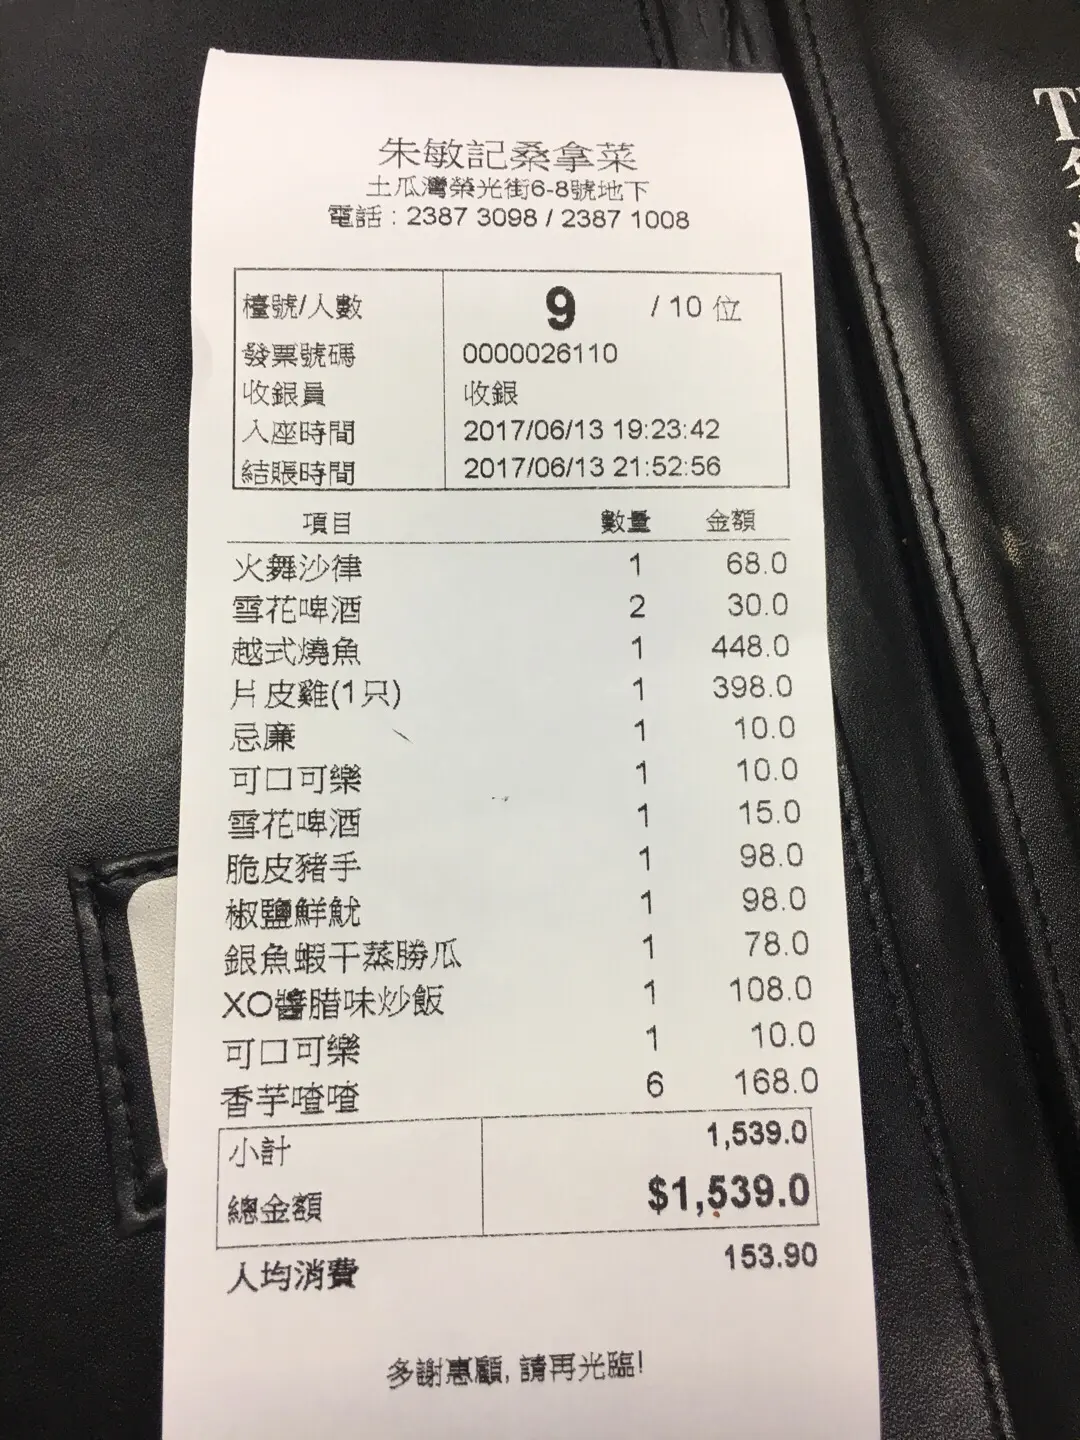 朱敏記桑拿菜
土瓜灣榮光街6-8號地下
電話 : 2387 3098 / 2387 1008
檯號/人數 9 / 10 位
發票號碼 0000026110
收銀員 收銀
入座時間 2017/06/13 19:23:42
結賬時間 2017/06/13 21:52:56
項目 數量 金額
火舞沙律 1 68.0
雪花啤酒 2 30.0
越式燒魚 1 448.0
片皮雞(1只) 1 398.0
忌廉 1 10.0
可口可樂 1 10.0
雪花啤酒 1 15.0
脆皮豬手 1 98.0
椒鹽鮮魷 1 98.0
銀魚蝦干蒸勝瓜 1 78.0
XO醬腊味炒飯 1 108.0
可口可樂 1 10.0
香芋喳喳 6 168.0
小計 1,539.0
總金額 $1,539.0
人均消費 153.90
多謝惠顧, 請再光臨!